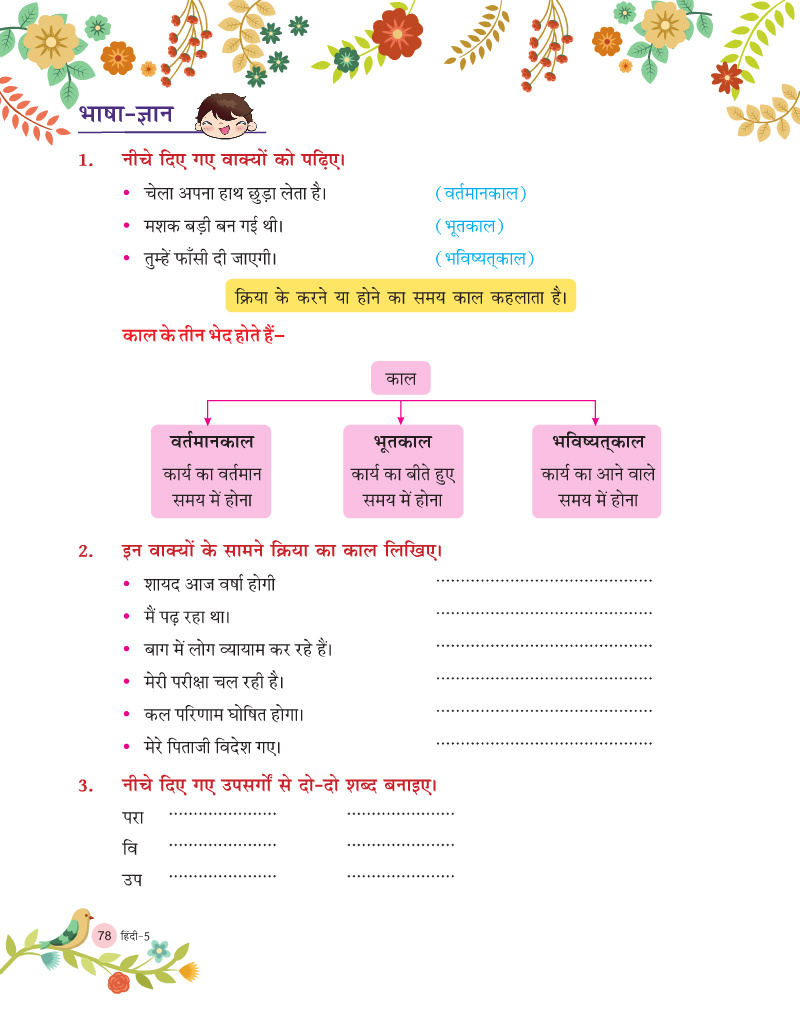 भाषा-ज्ञान
1. नीचे दिए गए वाक्यों को पढ़िए।
• चेला अपना हाथ छुड़ा लेता है। (वर्तमानकाल)
• मशक बड़ी बन गई थी। (भूतकाल)
• तुम्हें फाँसी दी जाएगी। (भविष्यत्काल)
क्रिया के करने या होने का समय काल कहलाता है।
काल के तीन भेद होते हैं–
काल
वर्तमानकाल
कार्य का वर्तमान
समय में होना
भूतकाल
कार्य का बीते हुए
समय में होना
भविष्यत्काल
कार्य का आने वाले
समय में होना
2. इन वाक्यों के सामने क्रिया का काल लिखिए।
• शायद आज वर्षा होगी ............................................
• मैं पढ़ रहा था। ............................................
• बाग में लोग व्यायाम कर रहे हैं। ............................................
• मेरी परीक्षा चल रही है। ............................................
• कल परिणाम घोषित होगा। ............................................
• मेरे पिताजी विदेश गए। ............................................
3. नीचे दिए गए उपसर्गों से दो-दो शब्द बनाइए।
परा ...................... ......................
वि ...................... ......................
उप ...................... ......................
78 हिंदी-5